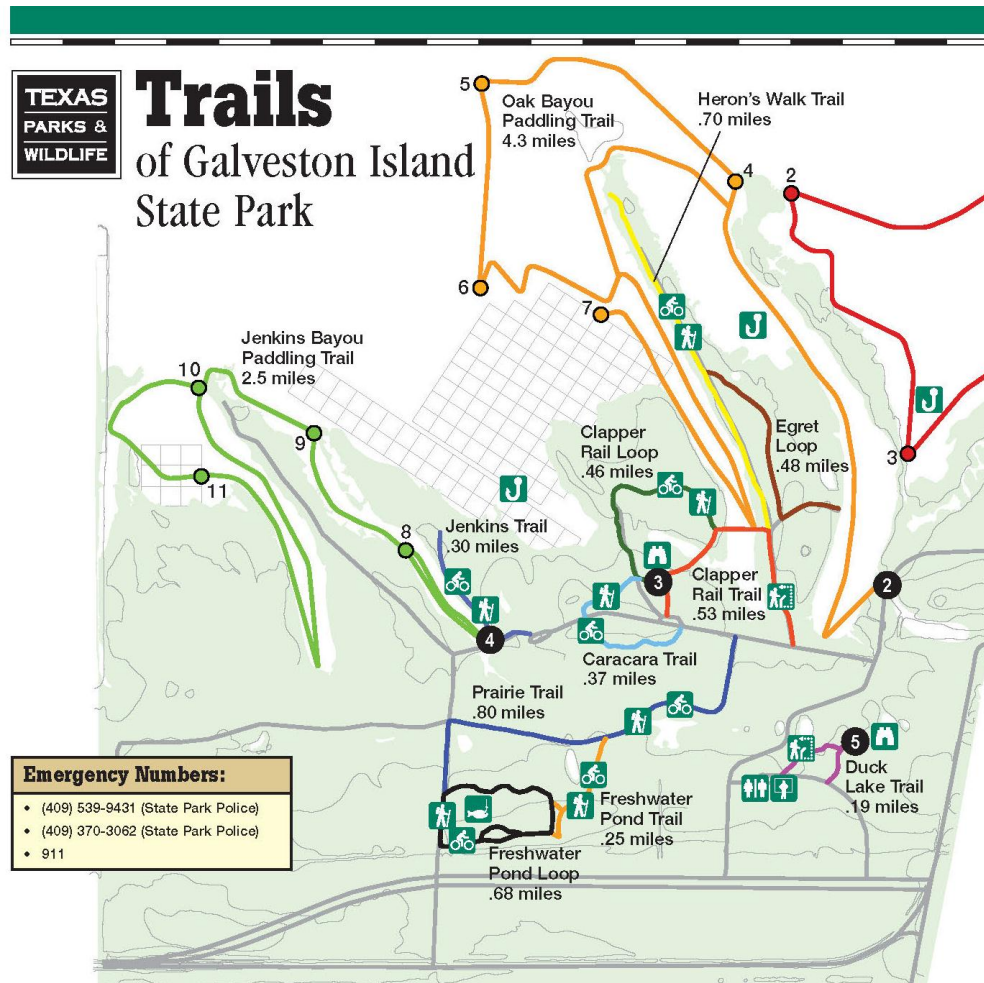 TEXAS
PARKS &
WILDLIFE
Trails
of Galveston Island
State Park
5
Oak Bayou
Paddling Trail
4.3 miles
Heron's Walk Trail
.70 miles
4
2
6
7
Jenkins Bayou
Paddling Trail
2.5 miles
10
9
11
Clapper
Rail Loop
.46 miles
Egret
Loop
.48 miles
3
8
Jenkins Trail
.30 miles
3
Clapper
Rail Trail
.53 miles
2
4
Caracara Trail
.37 miles
Prairie Trail
.80 miles
5
Duck
Lake Trail
.19 miles
Emergency Numbers:
• (409) 539-9431 (State Park Police)
• (409) 370-3062 (State Park Police)
• 911
Freshwater
Pond Trail
.25 miles
Freshwater
Pond Loop
.68 miles